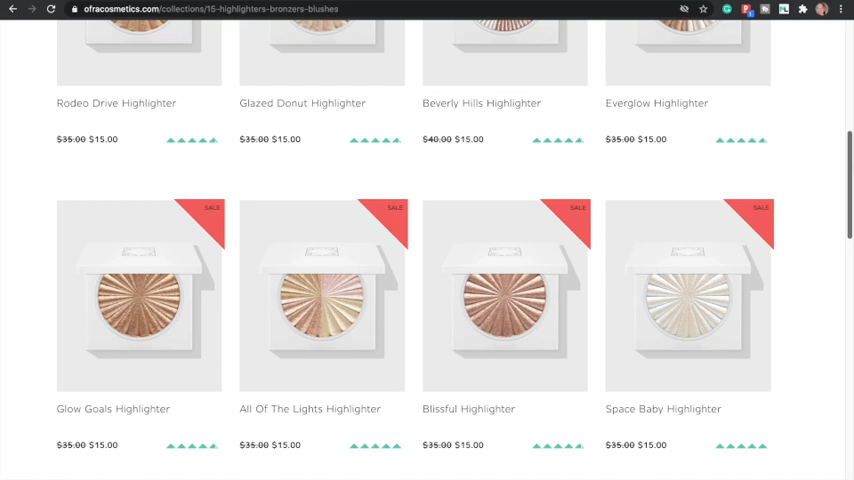 ofracosmetics.com/collections/15-highlighters-bronzers-blushes
Rodeo Drive Highlighter
Glazed Donut Highlighter
Beverly Hills Highlighter
Everglow Highlighter
$35.00 $15.00
$35.00 $15.00
$40.00 $15.00
$35.00 $15.00
SALE
SALE
SALE
SALE
Glow Goals Highlighter
All Of The Lights Highlighter
Blissful Highlighter
Space Baby Highlighter
$35.00 $15.00
$35.00 $15.00
$35.00 $15.00
$35.00 $15.00